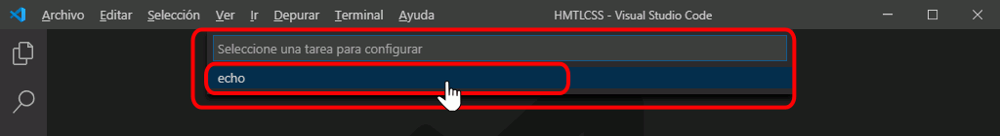 Archivo Editar Selección Ver Ir Depurar Terminal Ayuda HMTLCSS - Visual Studio Code
Seleccione una tarea para configurar
echo